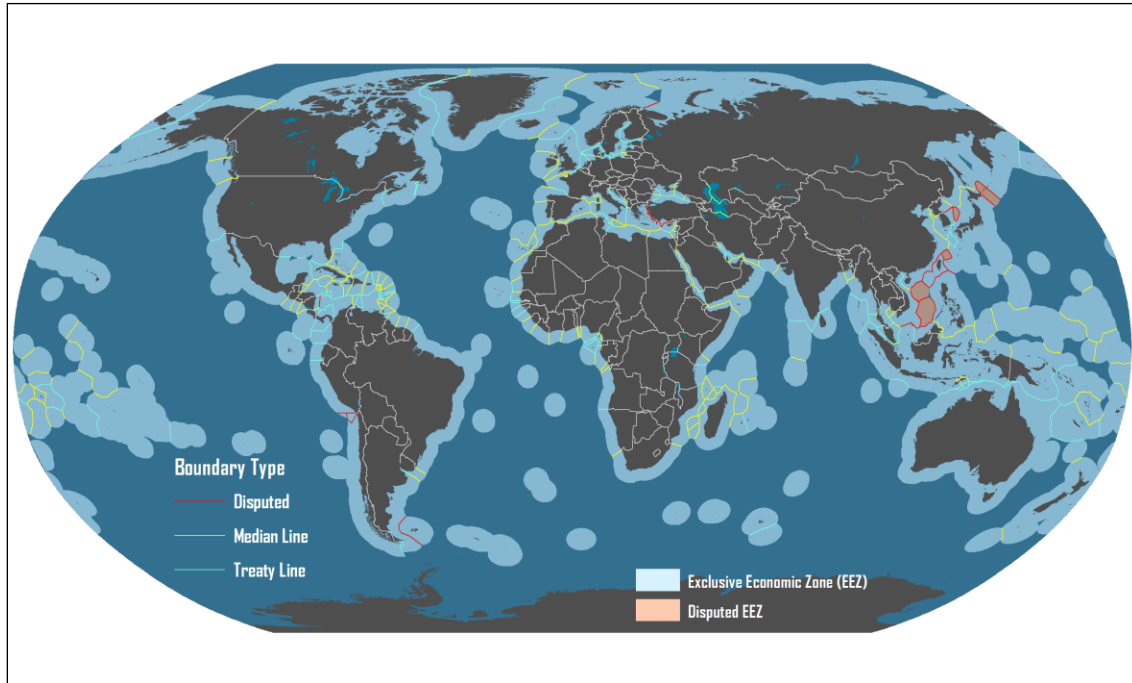 Boundary Type
Disputed
Median Line
Treaty Line
Exclusive Economic Zone (EEZ)
Disputed EEZ